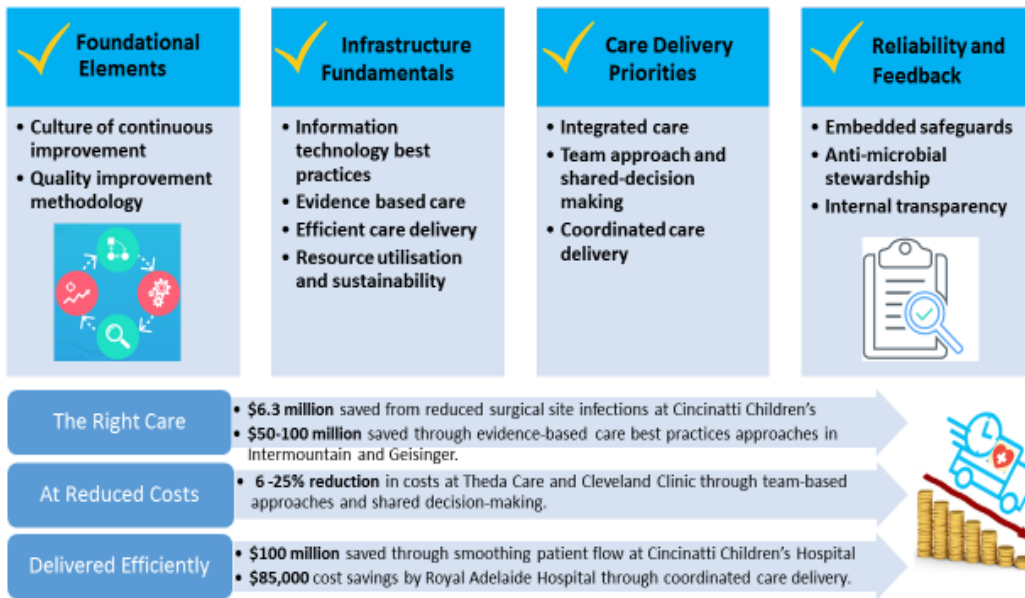 Foundational
Elements
• Culture of continuous
improvement
• Quality improvement
methodology
Infrastructure
Fundamentals
• Information
technology best
practices
• Evidence based care
• Efficient care delivery
• Resource utilisation
and sustainability
Care Delivery
Priorities
• Integrated care
• Team approach and
shared-decision
making
• Coordinated care
delivery
Reliability and
Feedback
• Embedded safeguards
• Anti-microbial
stewardship
• Internal transparency
The Right Care
• $6.3 million saved from reduced surgical site infections at Cincinatti Children's
• $50-100 million saved through evidence-based care best practices approaches in
Intermountain and Geisinger.
At Reduced Costs
• 6 -25% reduction in costs at Theda Care and Cleveland Clinic through team-based
approaches and shared decision-making.
Delivered Efficiently
• $100 million saved through smoothing patient flow at Cincinatti Children's Hospital
• $85,000 cost savings by Royal Adelaide Hospital through coordinated care delivery.